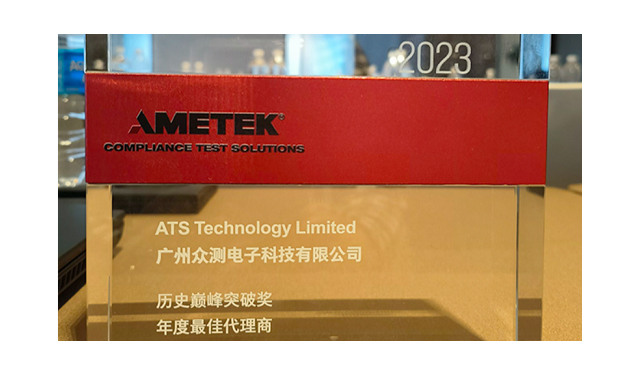 2023
AMETEK®
COMPLIANCE TEST SOLUTIONS
ATS Technology Limited
广州众测电子科技有限公司
历史巅峰突破奖
年度最佳代理商